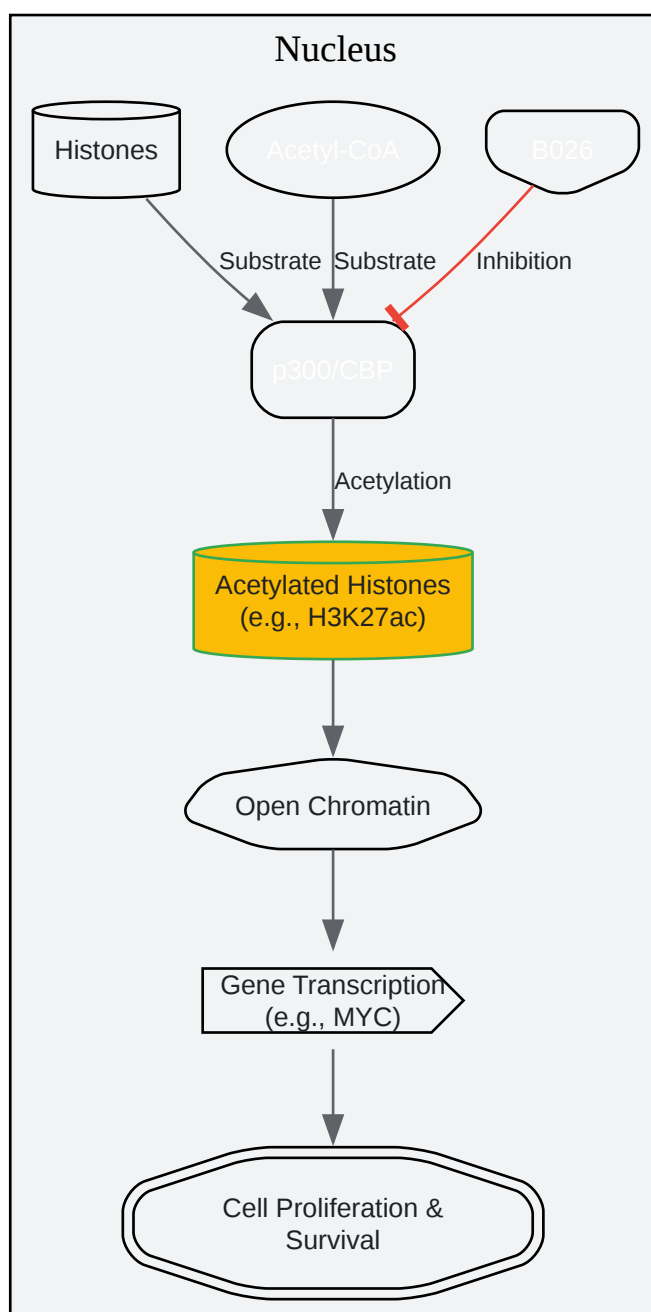 Nucleus
Histones
Acetyl-CoA
B026
Substrate
Substrate
Inhibition
p300/CBP
Acetylation
Acetylated Histones
(e.g., H3K27ac)
Open Chromatin
Gene Transcription
(e.g., MYC)
Cell Proliferation &
Survival